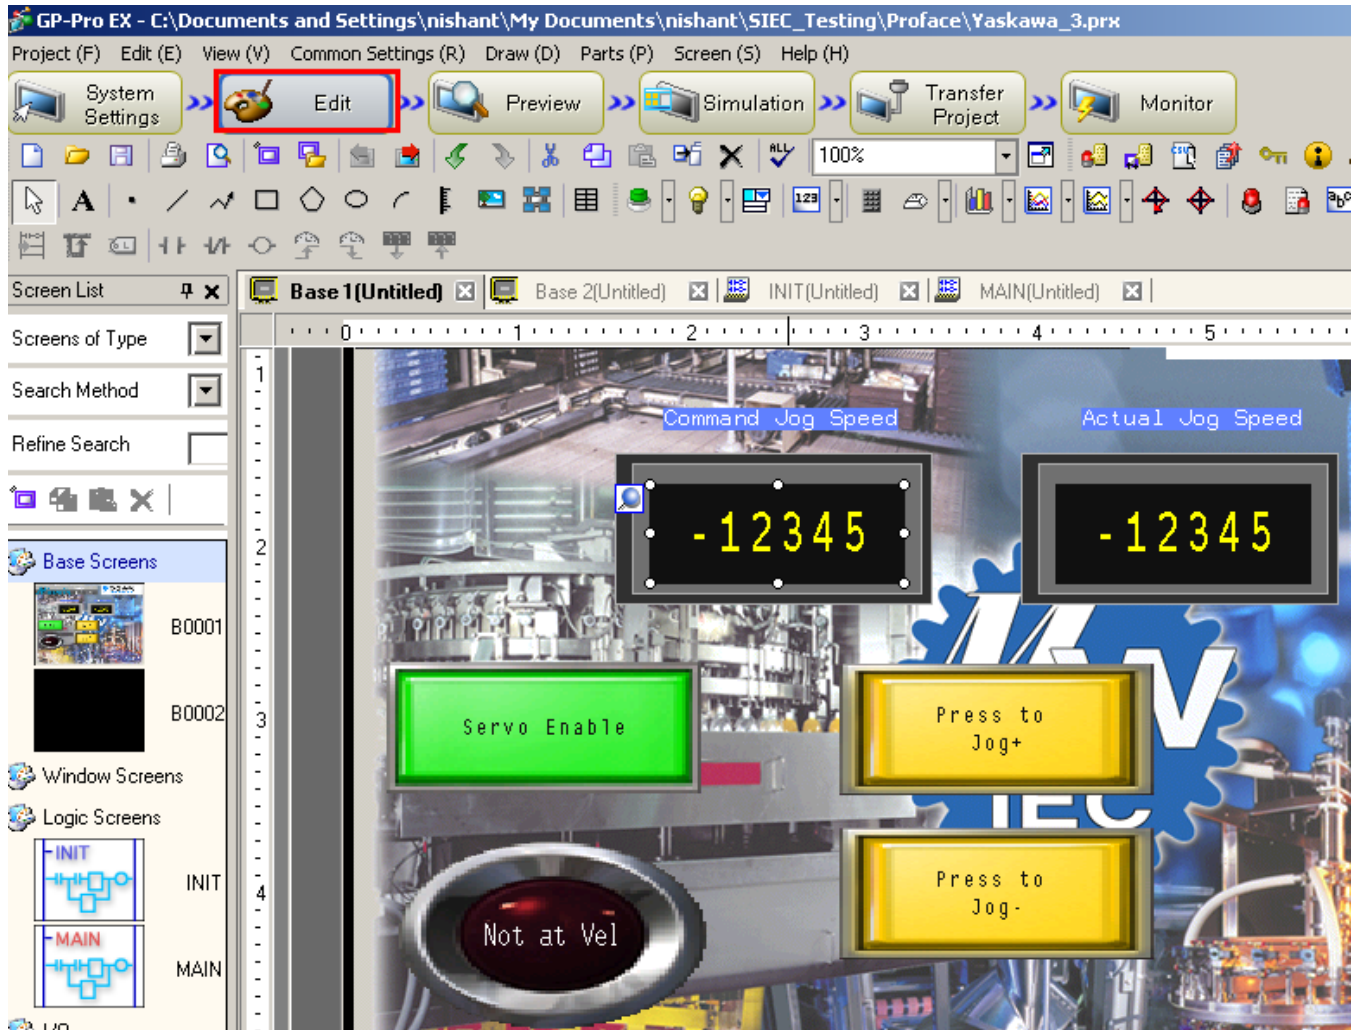 GP-Pro EX - C:\Documents and Settings\nishant\My Documents\nishant\SIEC_Testing\Proface\Yaskawa_3.prx
Project (F) Edit (E) View (V) Common Settings (R) Draw (D) Parts (P) Screen (S) Help (H)
System Settings
Edit
Preview
Simulation
Transfer Project
Monitor
ALL
100%
CSV
A
123
Screen List
Base 1(Untitled)
Base 2(Untitled)
INIT(Untitled)
MAIN(Untitled)
0 1 2 3 4 5
Screens of Type
Search Method
Refine Search
1
2
3
4
Base Screens
B0001
B0002
Window Screens
Logic Screens
INIT
INIT
MAIN
MAIN
Command Jog Speed
Actual Jog Speed
-12345
-12345
Servo Enable
Press to
Jog+
IEC
Press to
Jog-
Not at Vel